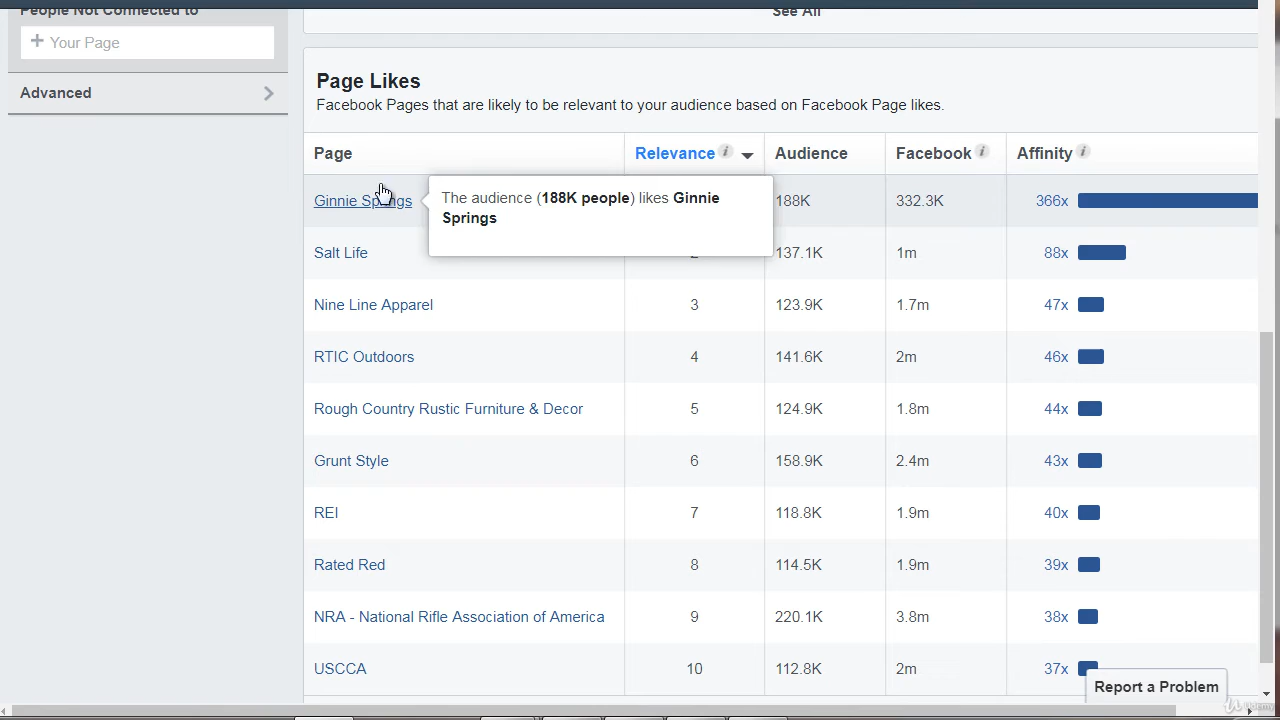 People Not Connected to
See All
+ Your Page
Advanced
Page Likes
Facebook Pages that are likely to be relevant to your audience based on Facebook Page likes.
Page Relevance i Audience Facebook i Affinity i
Ginnie Springs 188K 332.3K 366x
The audience (188K people) likes Ginnie
Springs
Salt Life 2 137.1K 1m 88x
Nine Line Apparel 3 123.9K 1.7m 47x
RTIC Outdoors 4 141.6K 2m 46x
Rough Country Rustic Furniture & Decor 5 124.9K 1.8m 44x
Grunt Style 6 158.9K 2.4m 43x
REI 7 118.8K 1.9m 40x
Rated Red 8 114.5K 1.9m 39x
NRA - National Rifle Association of America 9 220.1K 3.8m 38x
USCCA 10 112.8K 2m 37x
Report a Problem
Udemy